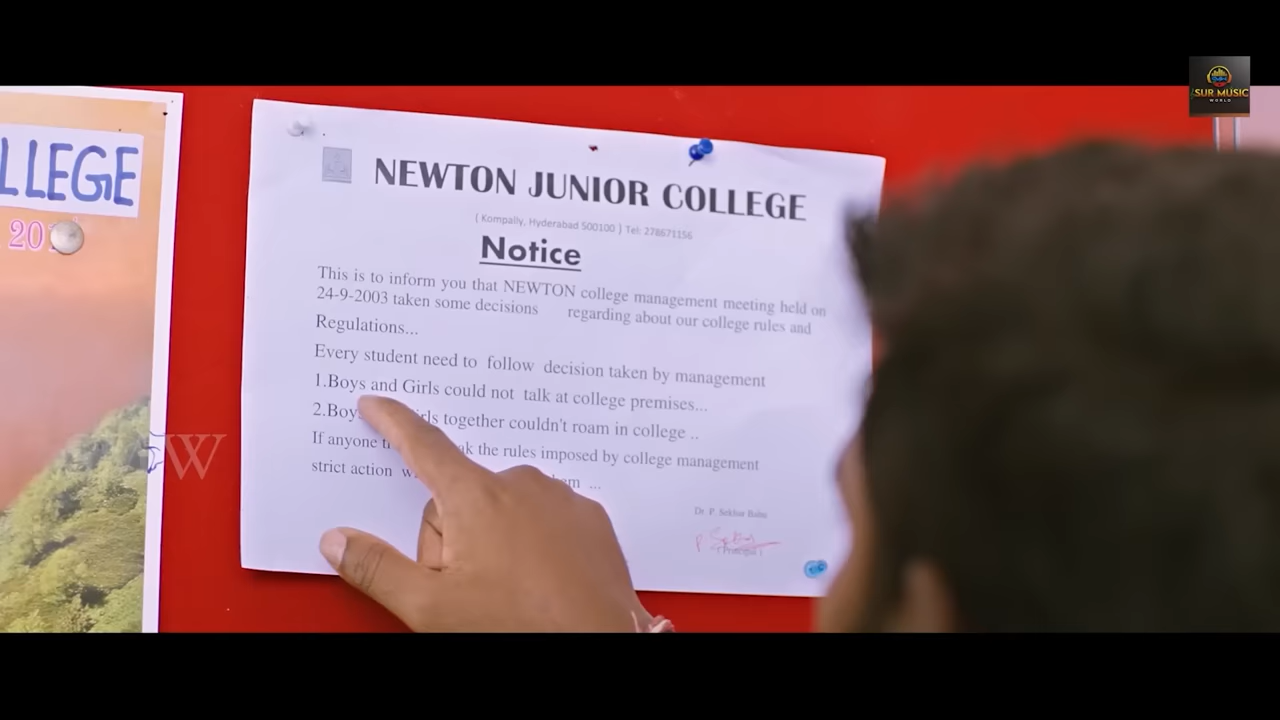 SUR MUSIC
WORLD
LLEGE
201
NEWTON JUNIOR COLLEGE
( Kompally, Hyderabad 500100 ) Tel: 278671156
Notice
This is to inform you that NEWTON college management meeting held on
24-9-2003 taken some decisions regarding about our college rules and
Regulations...
Every student need to follow decision taken by management
1.Boys and Girls could not talk at college premises...
2.Boy rls together couldn't roam in college ..
If anyone the rules imposed by college management
strict action ...
Dr. P. Sekhar Babu
W